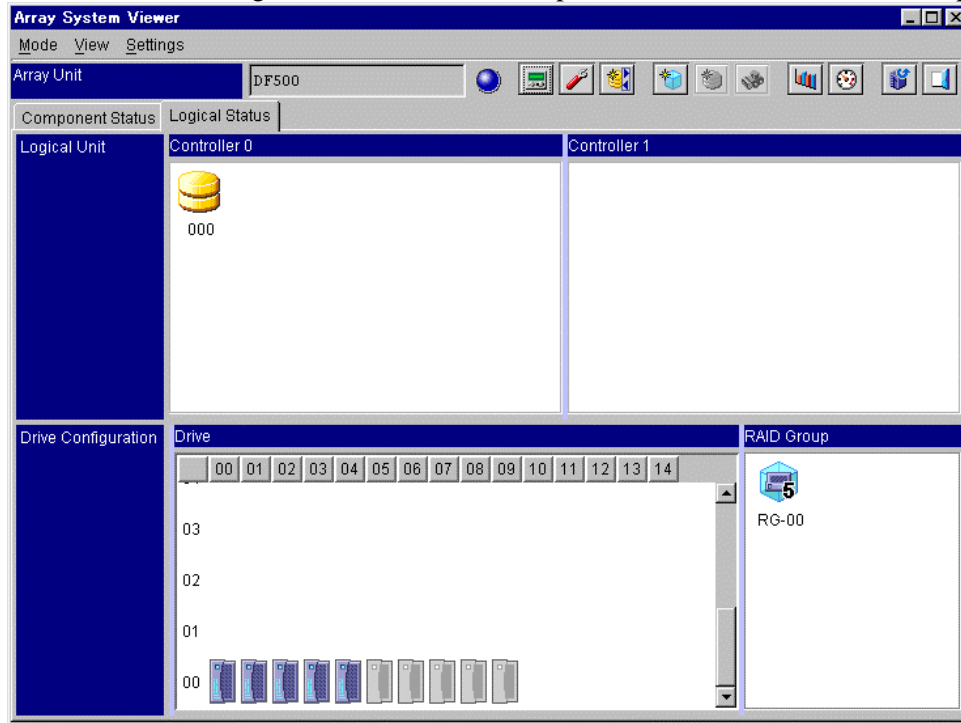 Array System Viewer
Mode View Settings
Array Unit DF500
Component Status Logical Status
Logical Unit Controller 0 Controller 1
000
Drive Configuration Drive RAID Group
00 01 02 03 04 05 06 07 08 09 10 11 12 13 14
5
RG-00
03
02
01
00